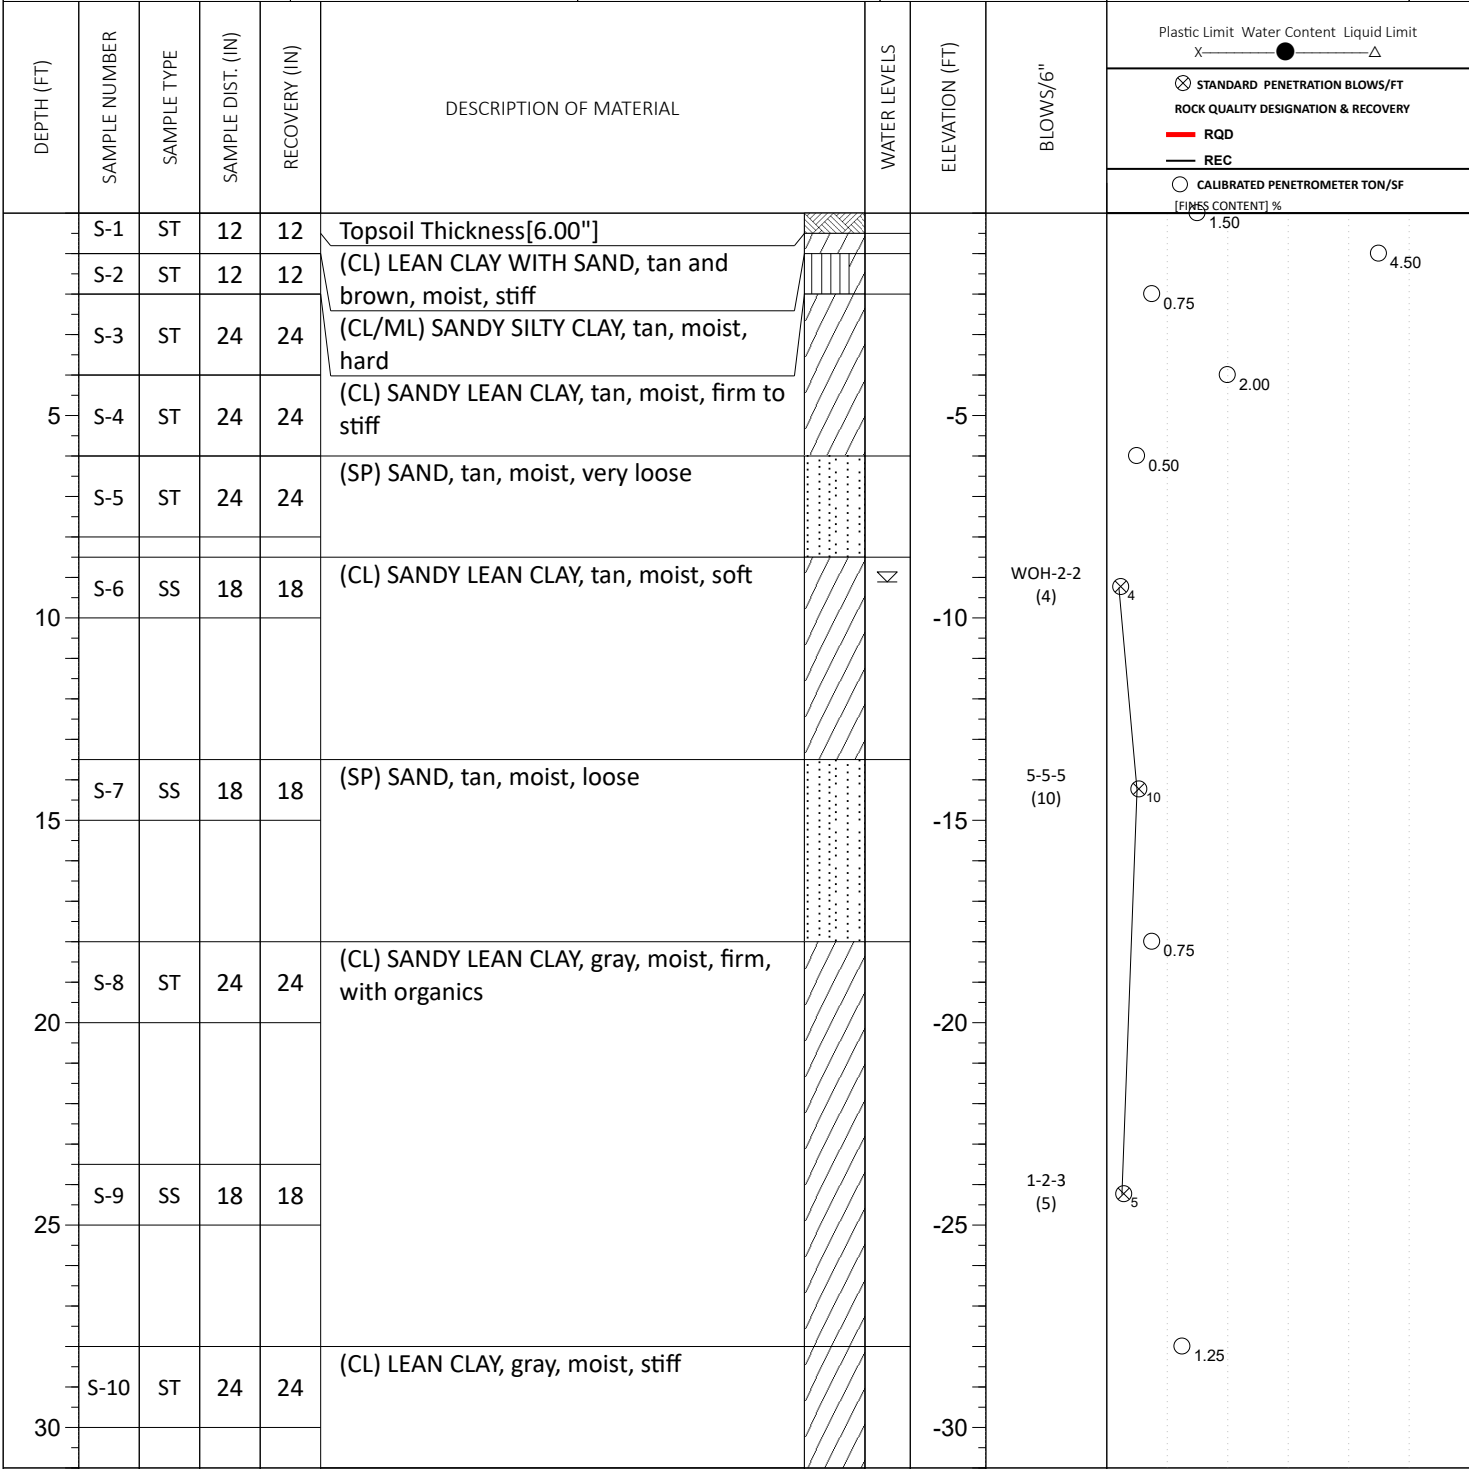 DEPTH (FT)
SAMPLE NUMBER
SAMPLE TYPE
SAMPLE DIST. (IN)
RECOVERY (IN)
DESCRIPTION OF MATERIAL
WATER LEVELS
ELEVATION (FT)
BLOWS/6"
Plastic Limit Water Content Liquid Limit
X
STANDARD PENETRATION BLOWS/FT
ROCK QUALITY DESIGNATION & RECOVERY
RQD
REC
CALIBRATED PENETROMETER TON/SF
[FINES CONTENT] %
S-1 ST 12 12 Topsoil Thickness[6.00"]
1.50
S-2 ST 12 12 (CL) LEAN CLAY WITH SAND, tan and
brown, moist, stiff
4.50
0.75
S-3 ST 24 24 (CL/ML) SANDY SILTY CLAY, tan, moist,
hard
2.00
5 S-4 ST 24 24 (CL) SANDY LEAN CLAY, tan, moist, firm to
stiff
-5
0.50
S-5 ST 24 24 (SP) SAND, tan, moist, very loose
S-6 SS 18 18 (CL) SANDY LEAN CLAY, tan, moist, soft
WOH-2-2
(4)
4
10 -10
S-7 SS 18 18 (SP) SAND, tan, moist, loose
5-5-5
(10)
10
15 -15
0.75
S-8 ST 24 24 (CL) SANDY LEAN CLAY, gray, moist, firm,
with organics
20 -20
S-9 SS 18 18
1-2-3
(5)
5
25 -25
1.25
S-10 ST 24 24 (CL) LEAN CLAY, gray, moist, stiff
30 -30